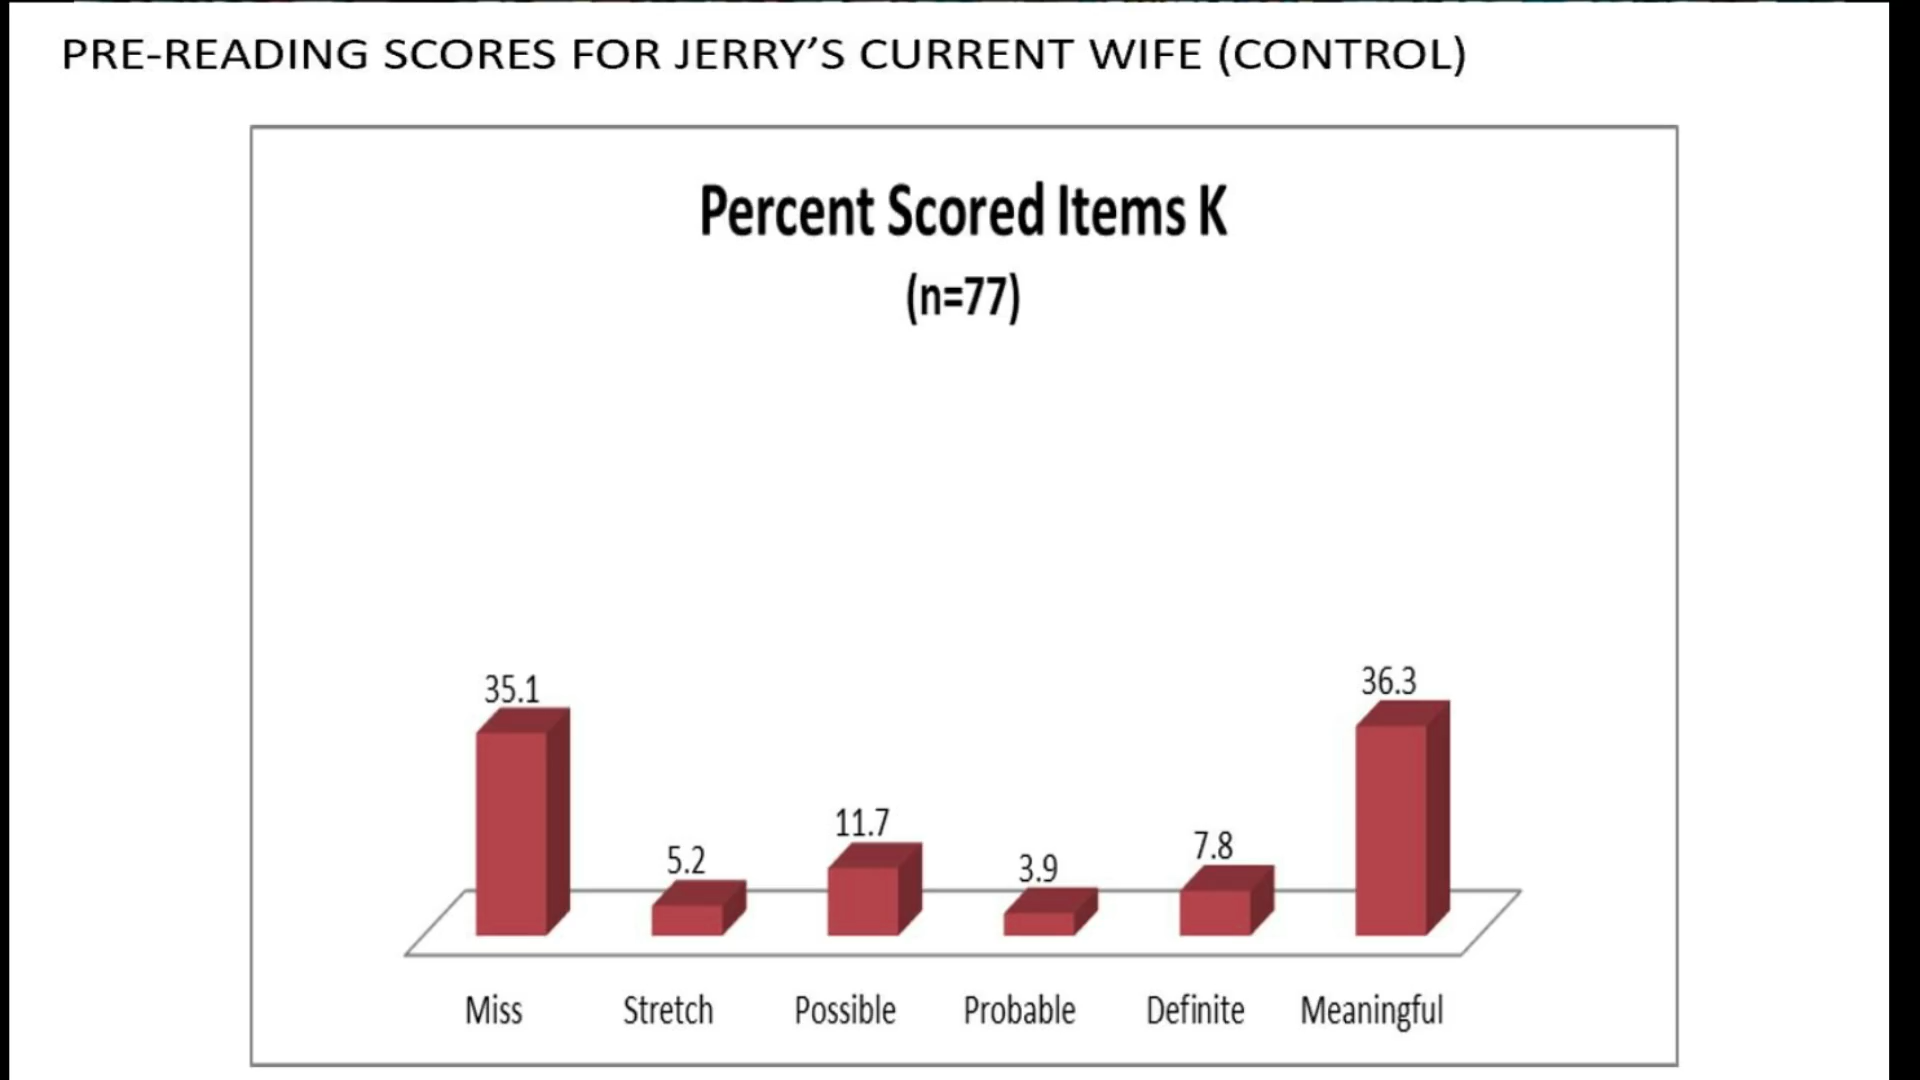 PRE-READING SCORES FOR JERRY’S CURRENT WIFE (CONTROL)
Percent Scored Items K
(n=77)
35.1
5.2
11.7
3.9
7.8
36.3
Miss
Stretch
Possible
Probable
Definite
Meaningful